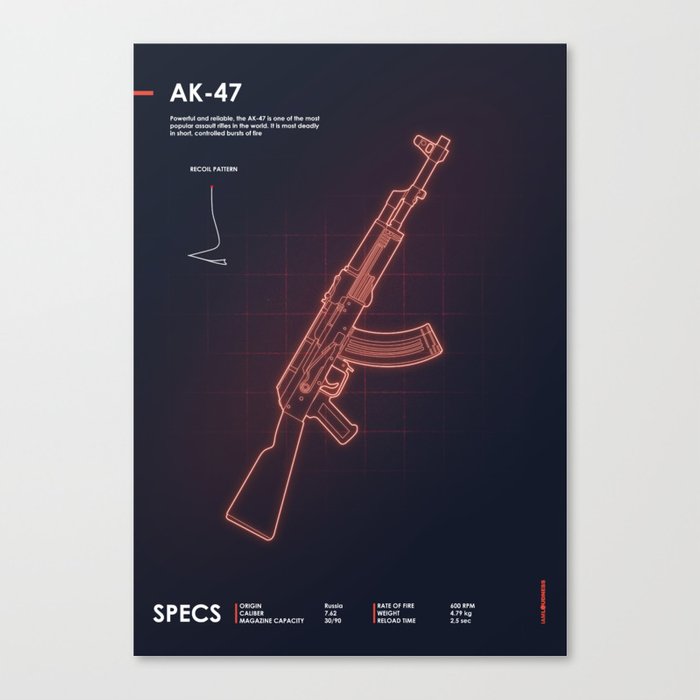 AK-47
Powerful and reliable, the AK-47 is one of the most
popular assault rifles in the world. It is most deadly
in short, controlled bursts of fire
RECOIL PATTERN
SPECS
ORIGIN Russia
CALIBER 7.62
MAGAZINE CAPACITY 30/90
RATE OF FIRE 600 RPM
WEIGHT 4.79 kg
RELOAD TIME 2.5 sec
IAMLOUDNESS